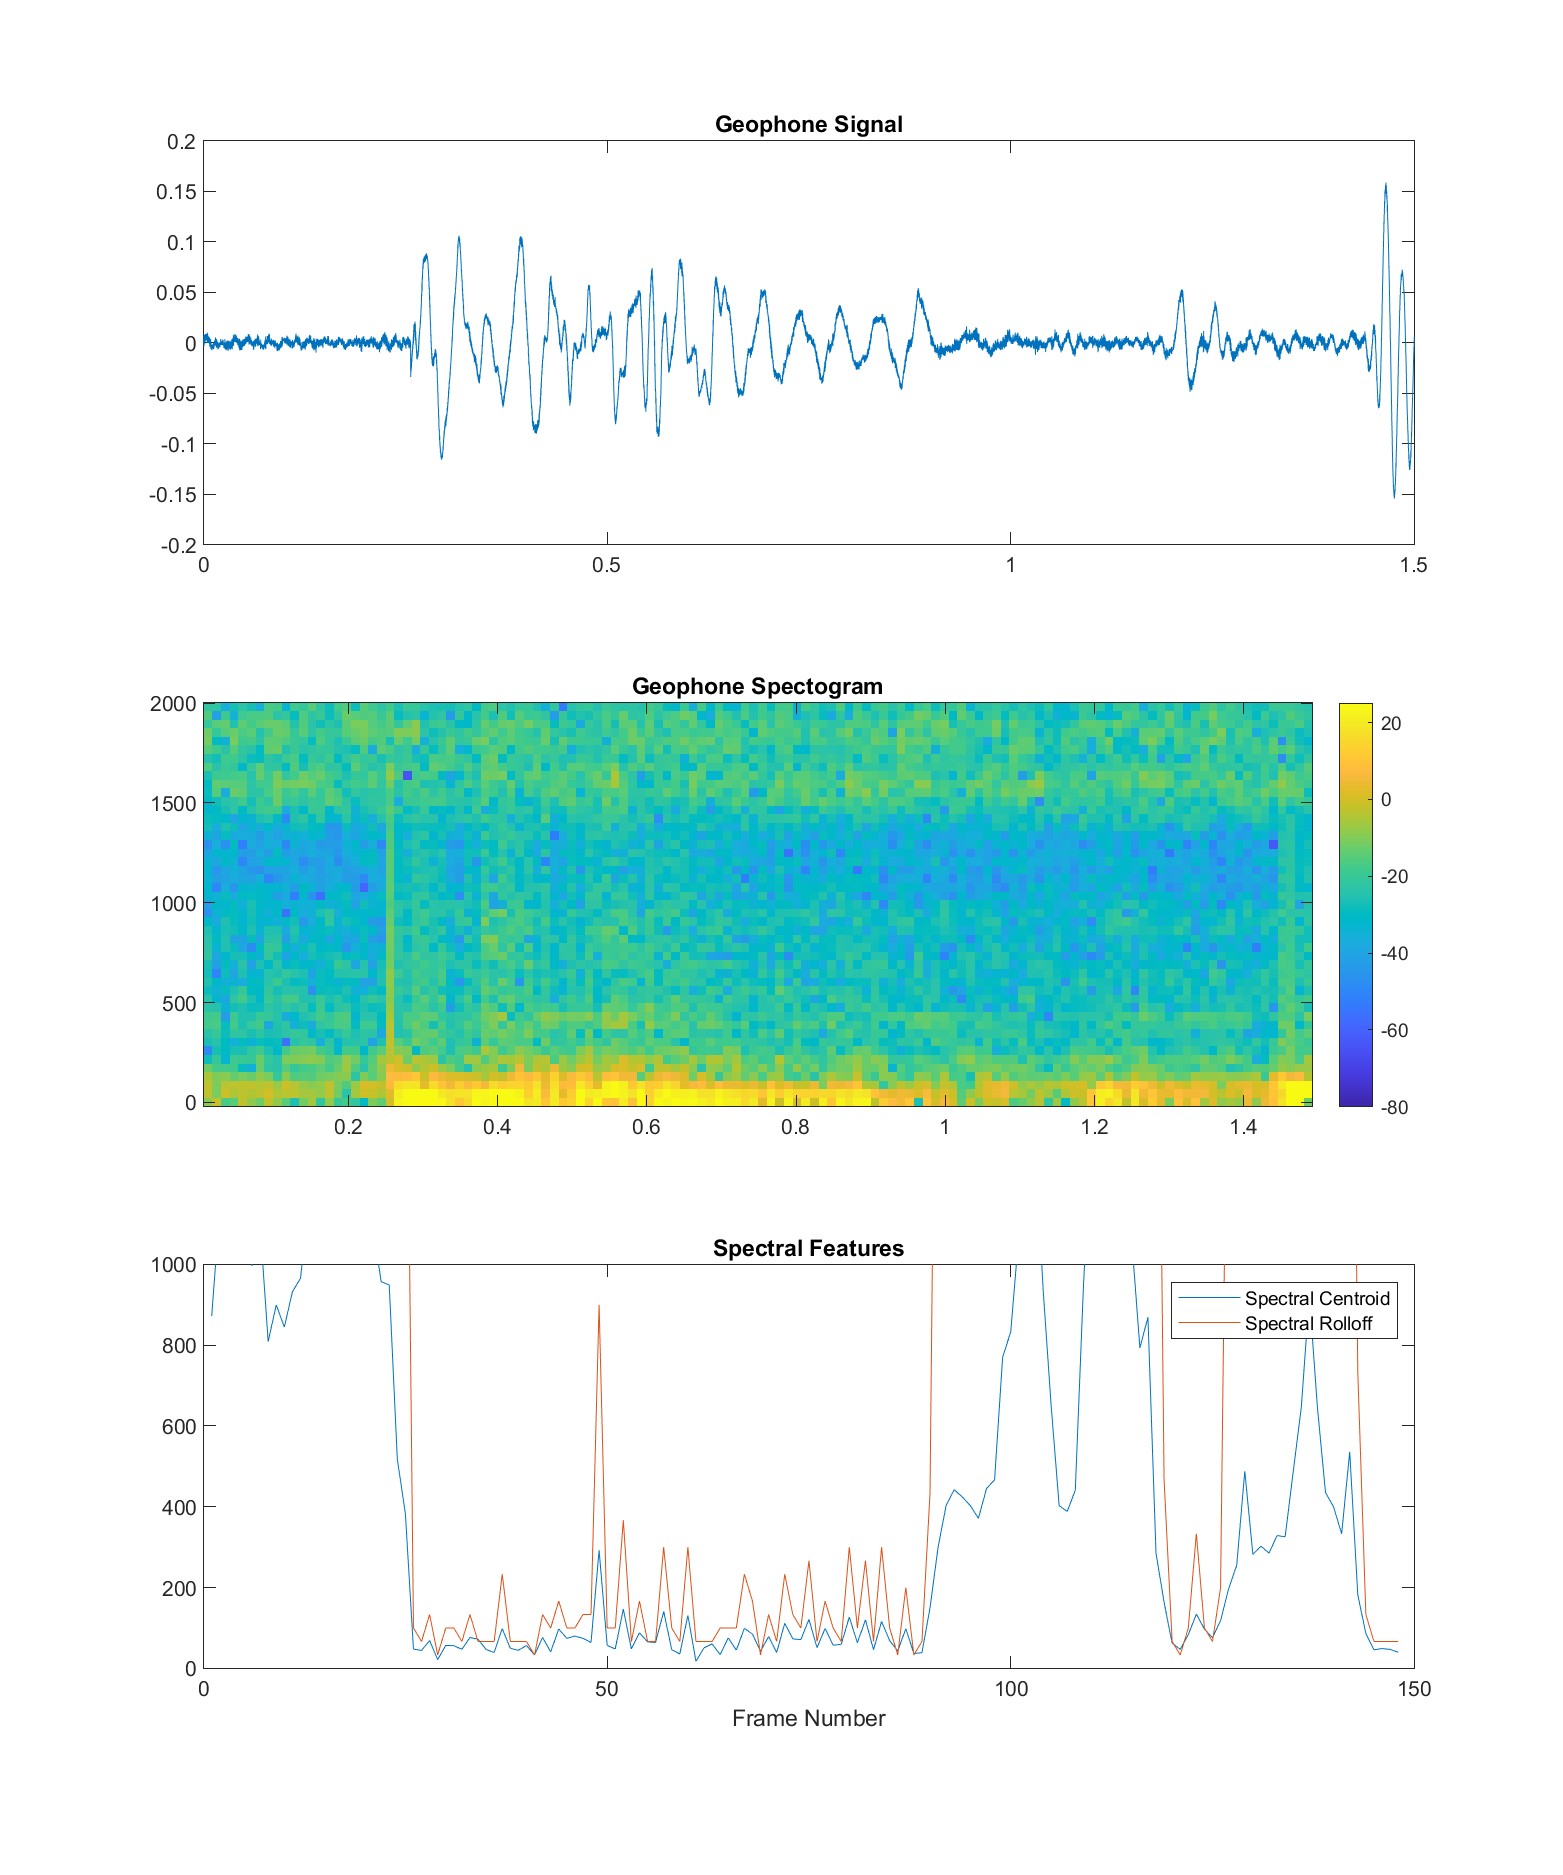 Geophone Signal
0.2
0.15
0.1
0.05
0
-0.05
-0.1
-0.15
-0.2
0 0.5 1 1.5
Geophone Spectogram
2000
1500
1000
500
0
0.2 0.4 0.6 0.8 1 1.2 1.4
20
0
-20
-40
-60
-80
Spectral Features
1000
800
600
400
200
0
Spectral Centroid
Spectral Rolloff
0 50 100 150
Frame Number